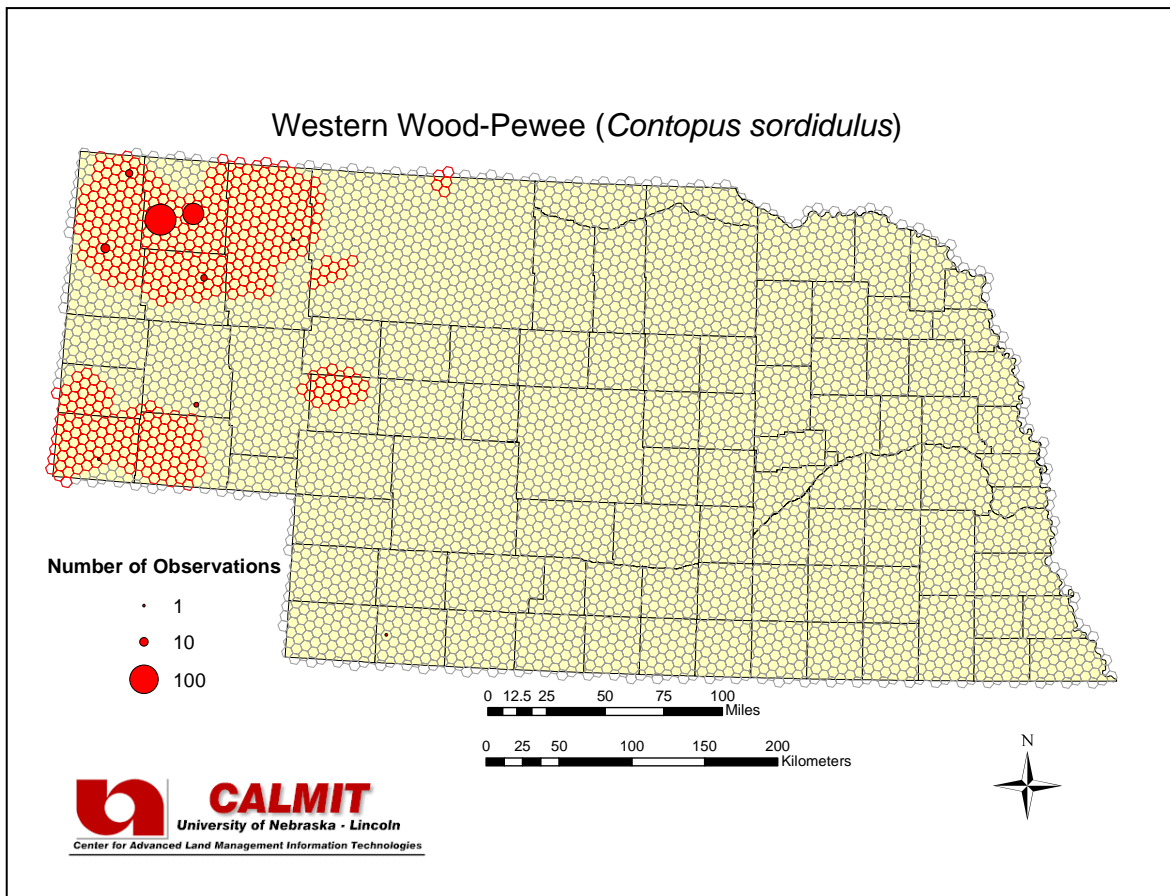 Western Wood-Pewee (Contopus sordidulus)
Number of Observations
1
10
100
0 12.5 25 50 75 100
Miles
0 25 50 100 150 200
Kilometers
N
CALMIT
University of Nebraska - Lincoln
Center for Advanced Land Management Information Technologies